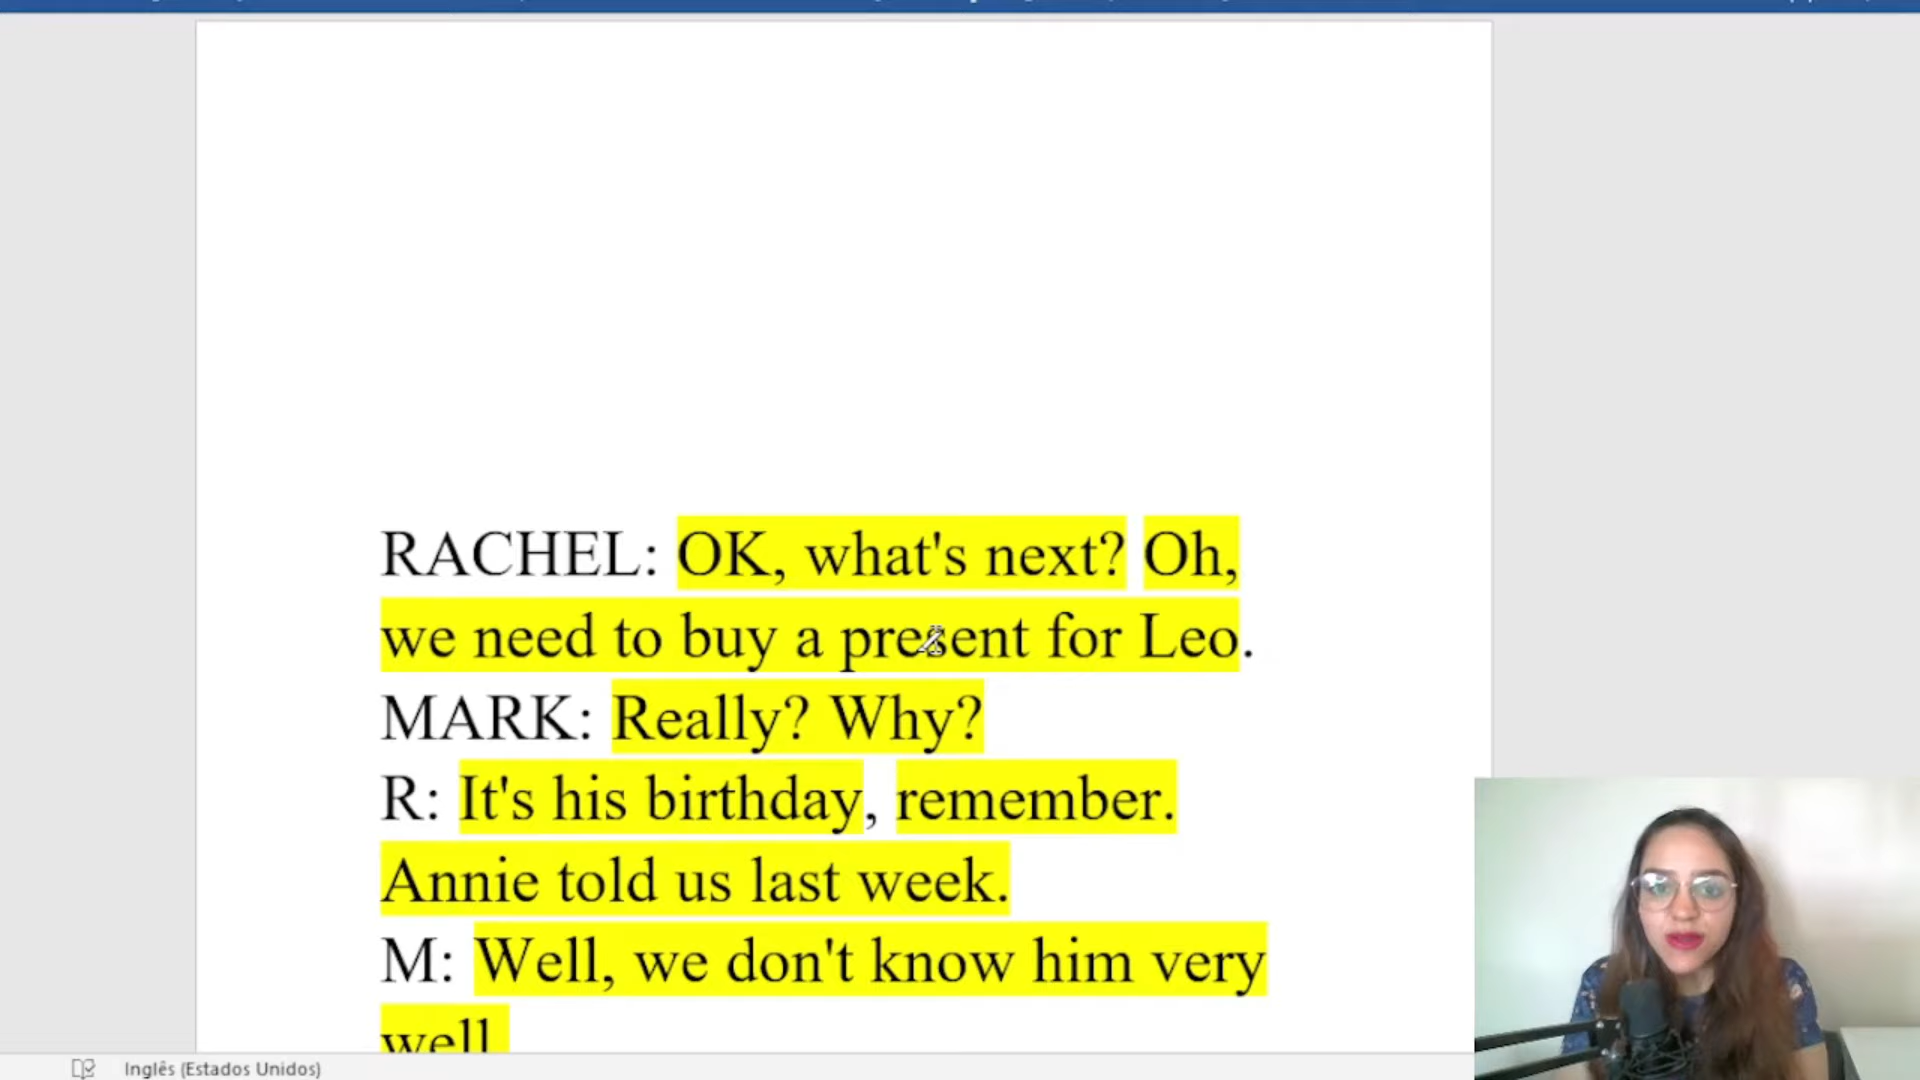 RACHEL: OK, what's next? Oh,
we need to buy a present for Leo.
MARK: Really? Why?
R: It's his birthday, remember.
Annie told us last week.
M: Well, we don't know him very
well.
Inglês (Estados Unidos)